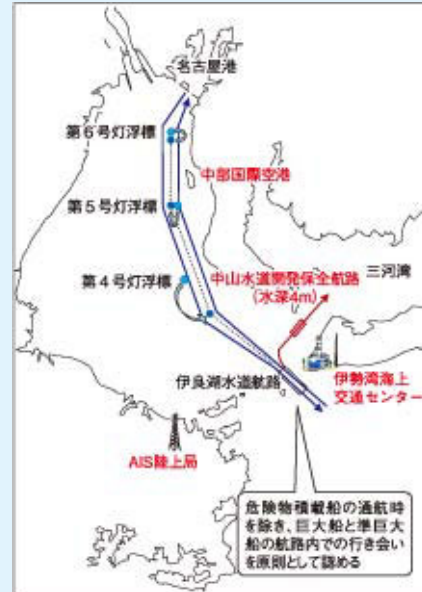 名古屋港
第6号灯浮標
中部国際空港
第5号灯浮標
第4号灯浮標
中山水道開発保全航路
(水深4m)
三河湾
伊良湖水道航路
伊勢湾海上
交通センター
AIS陸上局
危険物積載船の通航時
を除き、巨大船と準巨大
船の航路内での行き会い
を原則として認める